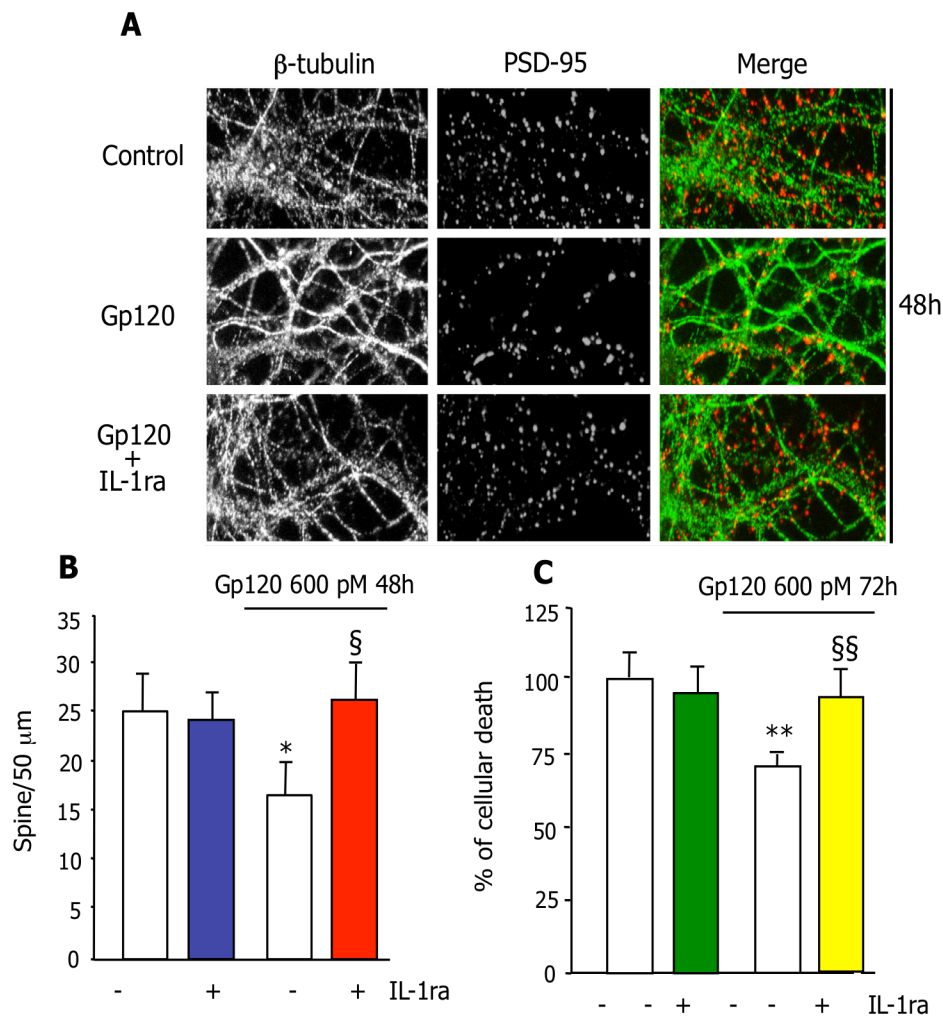 A
β-tubulin PSD-95 Merge
Control
Gp120
Gp120
+
IL-1ra
48h
B
Gp120 600 pM 48h
35
30
25
20
15
10
5
0
Spine/50 μm
*
§
- + - + IL-1ra
C
Gp120 600 pM 72h
125
100
75
50
25
0
% of cellular death
**
§§
- - + - - + IL-1ra